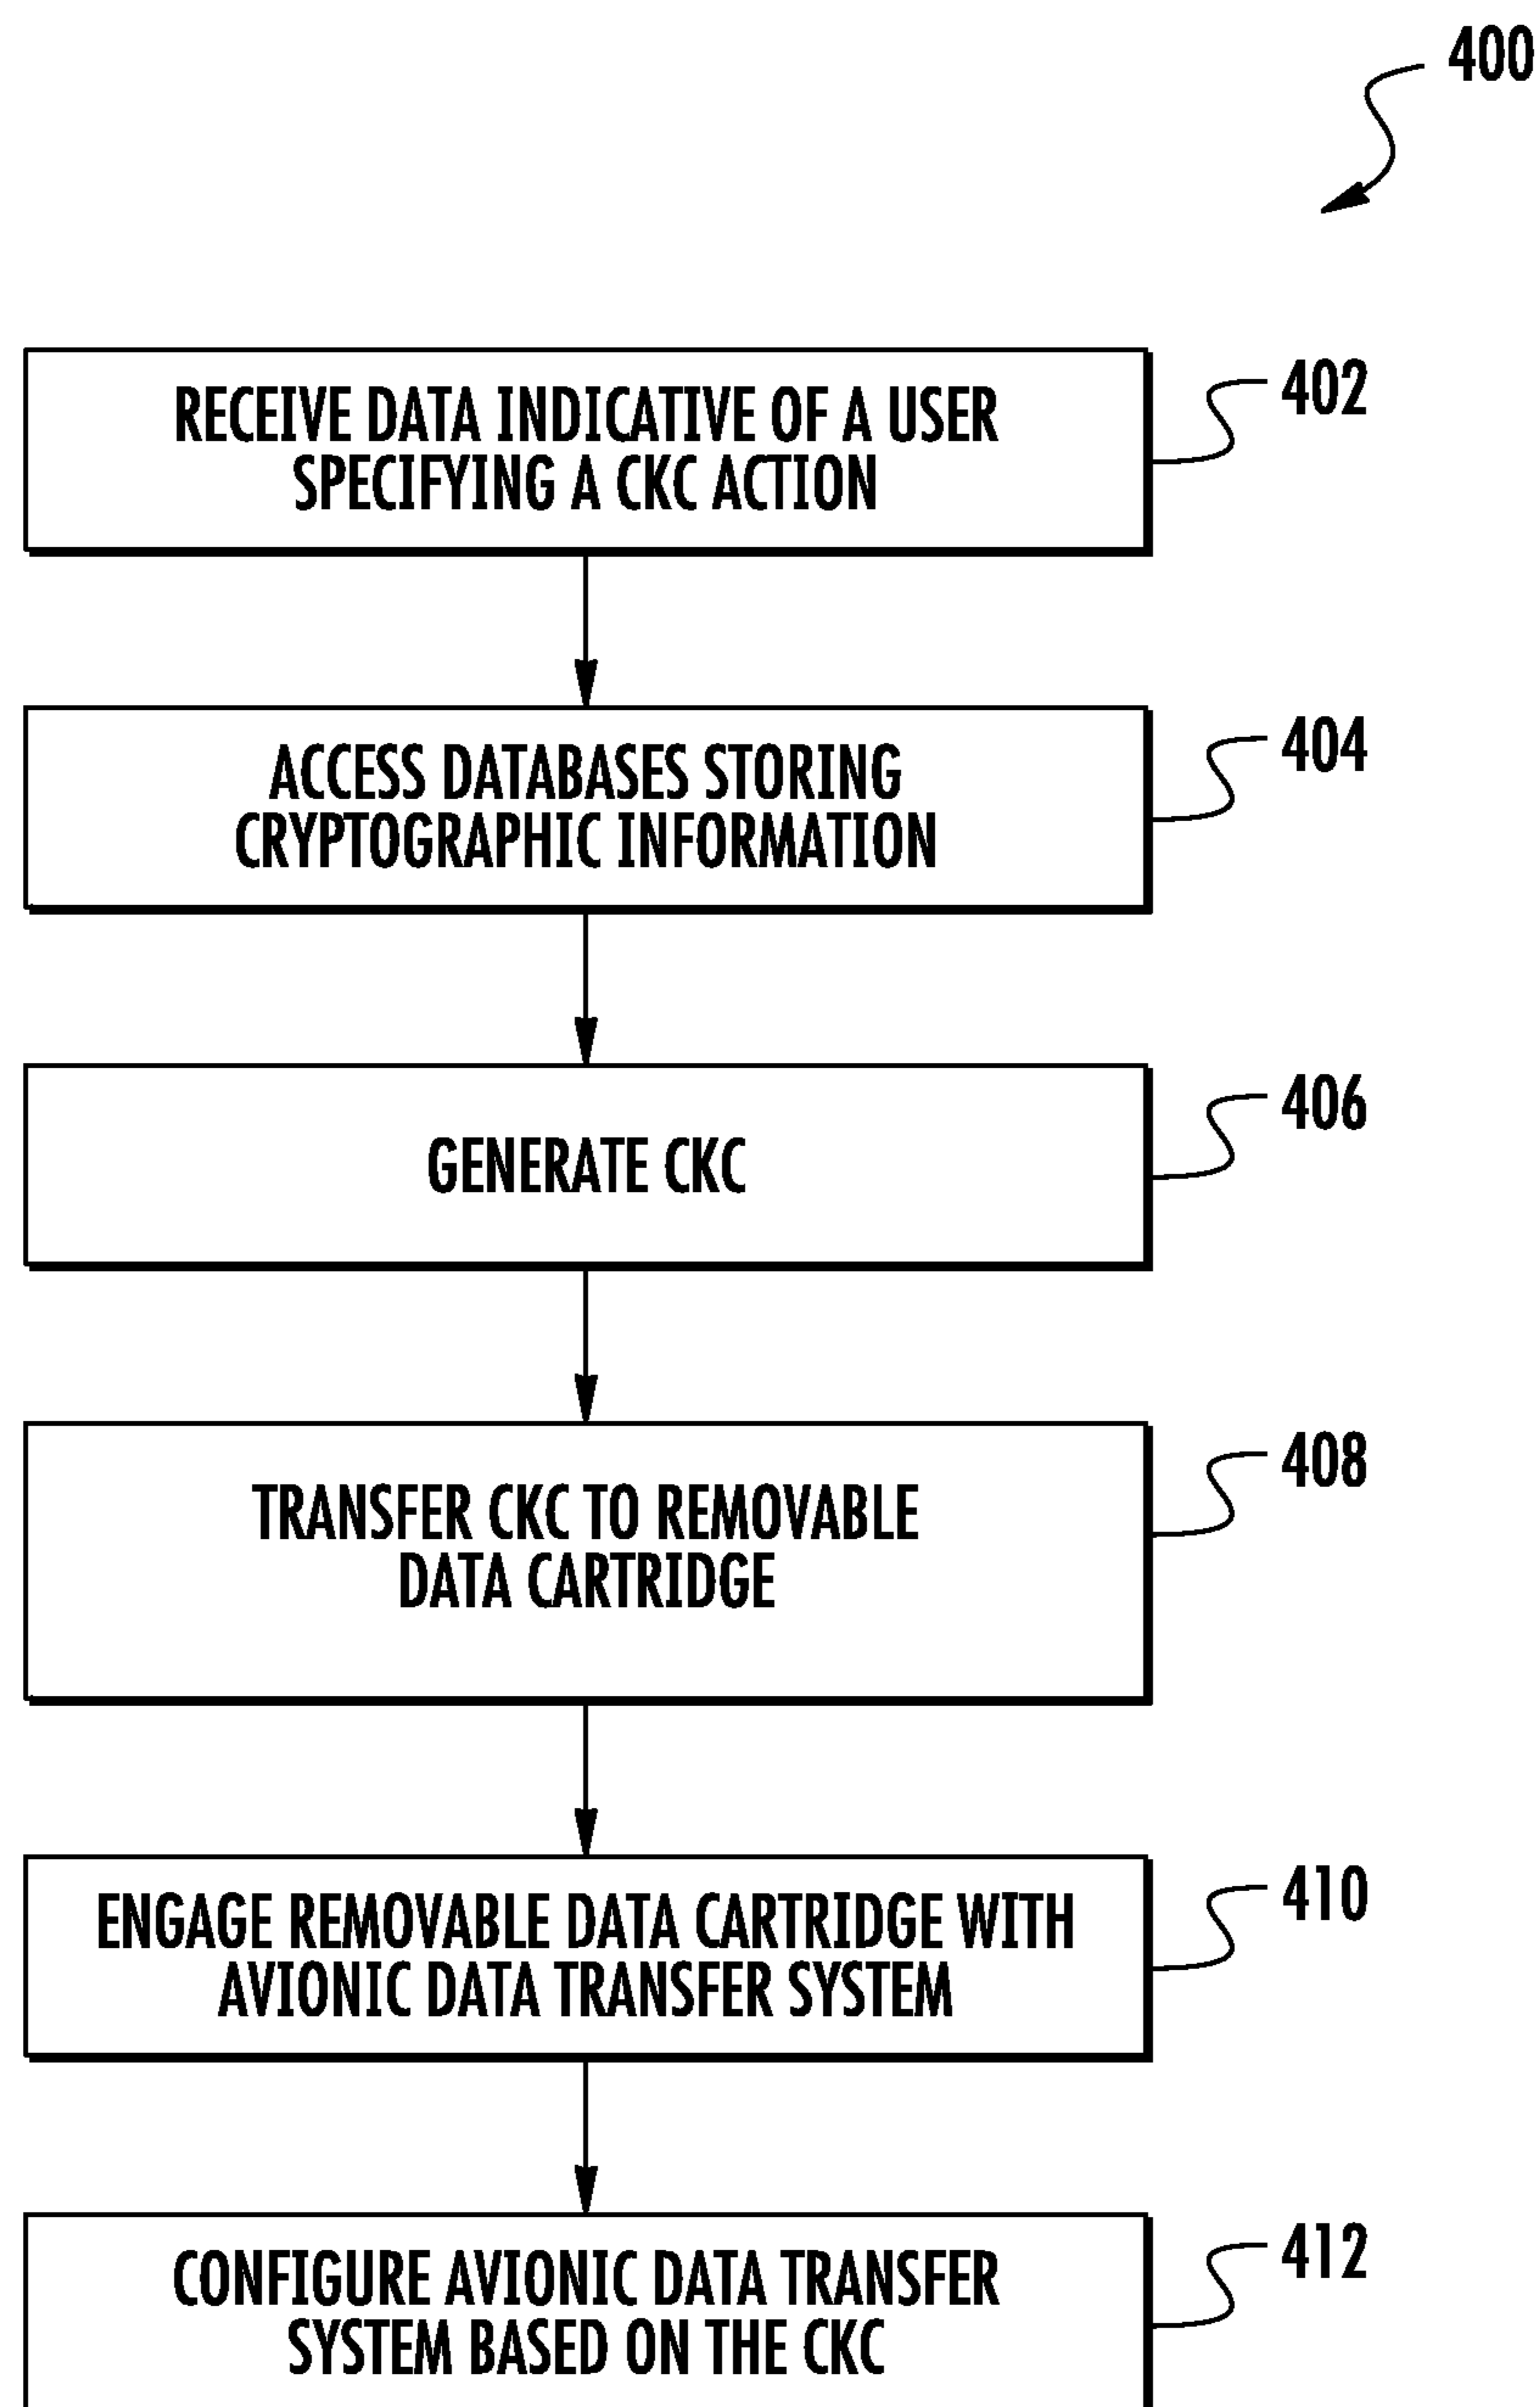 400
RECEIVE DATA INDICATIVE OF A USER
SPECIFYING A CKC ACTION
402
ACCESS DATABASES STORING
CRYPTOGRAPHIC INFORMATION
404
GENERATE CKC
406
TRANSFER CKC TO REMOVABLE
DATA CARTRIDGE
408
ENGAGE REMOVABLE DATA CARTRIDGE WITH
AVIONIC DATA TRANSFER SYSTEM
410
CONFIGURE AVIONIC DATA TRANSFER
SYSTEM BASED ON THE CKC
412